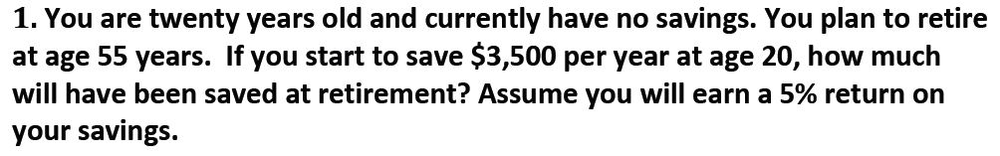 1. You are twenty years old and currently have no savings. You plan to retire
at age 55 years.  If you start to save $3,500 per year at age 20, how much
will have been saved at retirement? Assume you will earn a 5% return on
your savings.